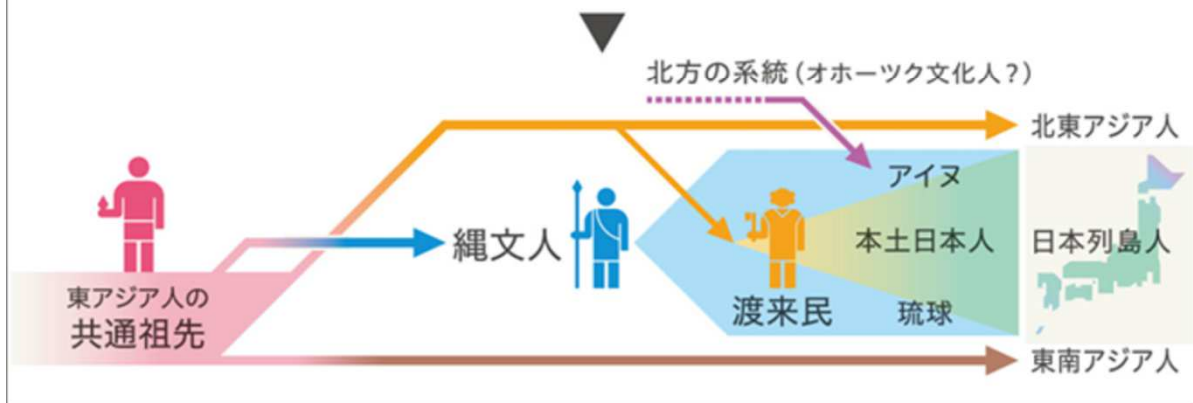 北方の系統（オホーツク文化人？）
北東アジア人
アイヌ
縄文人
本土日本人
日本列島人
東アジア人の
共通祖先
渡来民
琉球
東南アジア人